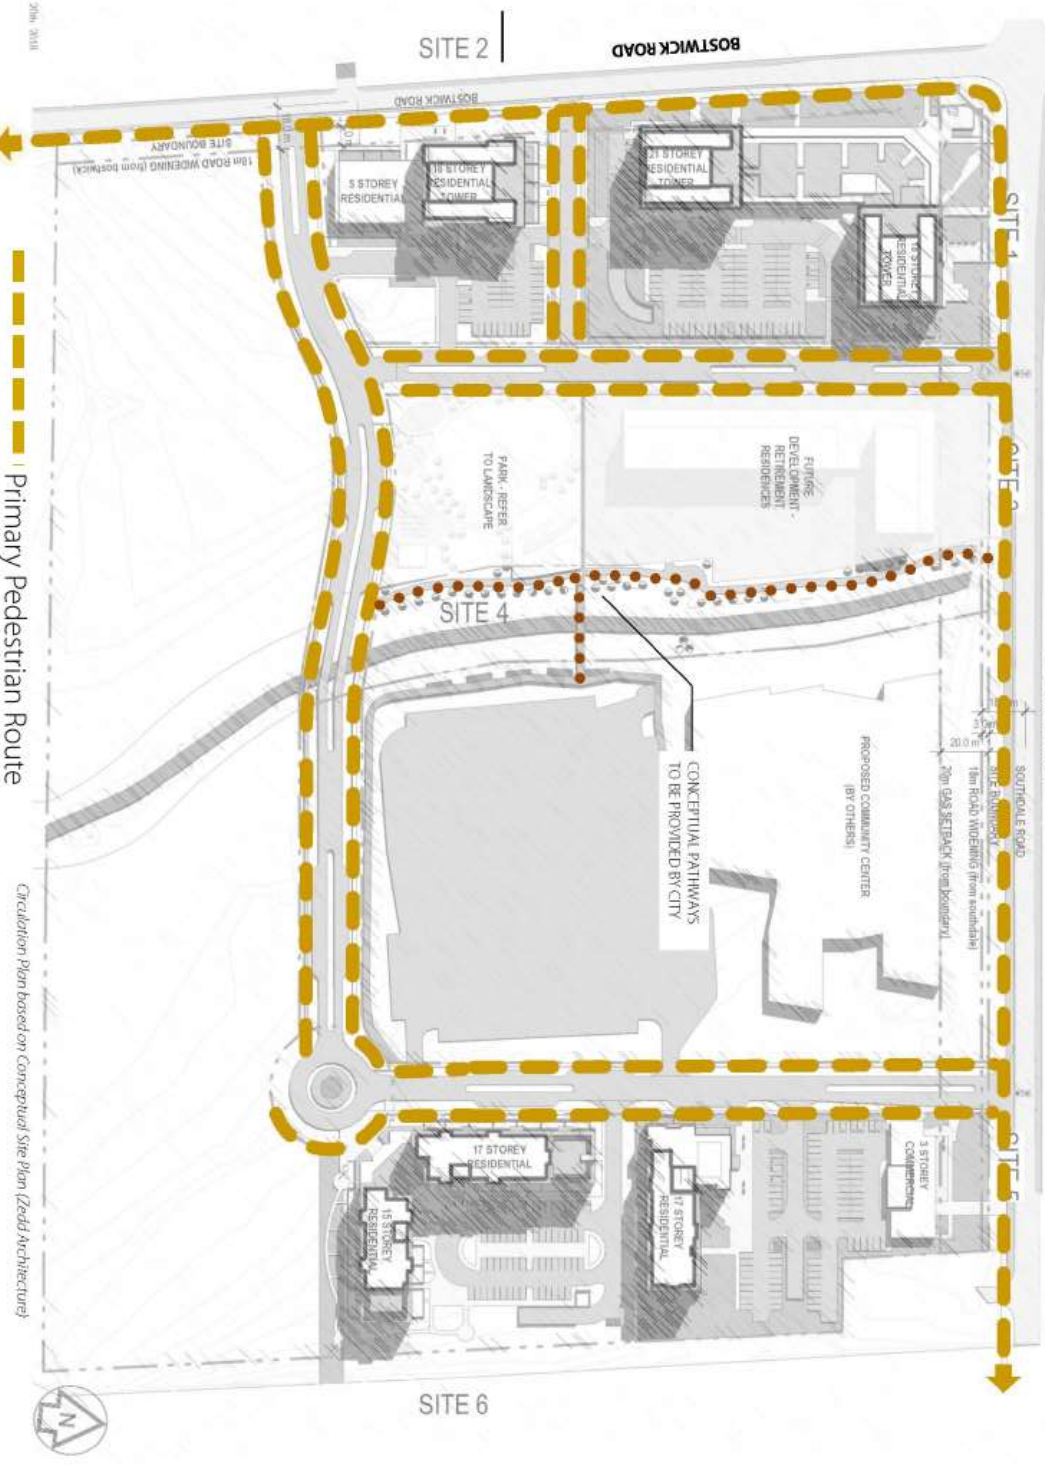 SITE 2
BOSTWICK ROAD
BOSTWICK ROAD
SITE BOUNDARY
18m ROAD WIDENING (from bostwick)
5 STOREY
RESIDENTIAL
RESIDENTIAL
TOWER
21 STOREY
RESIDENTIAL
TOWER
18 STOREY
RESIDENTIAL
TOWER
SITE 1
PARK - REFER
TO LANDSCAPE
FUTURE
DEVELOPMENT -
RETIREMENT
RESIDENCES
SITE
SITE 4
CONCEPTUAL PATHWAYS
TO BE PROVIDED BY CITY
PROPOSED COMMUNITY CENTER
(BY OTHERS)
20.0 m
SOUTHDALE ROAD
SITE BOUNDARY
18m ROAD WIDENING (from southdale)
20m GAS SETBACK (from boundary)
17 STOREY
RESIDENTIAL
15 STOREY
RESIDENTIAL
17 STOREY
RESIDENTIAL
3 STOREY
COMMERCIAL
SITE 5
SITE 6
Primary Pedestrian Route
Circulation Plan based on Conceptual Site Plan (Zedd Architecture)
N